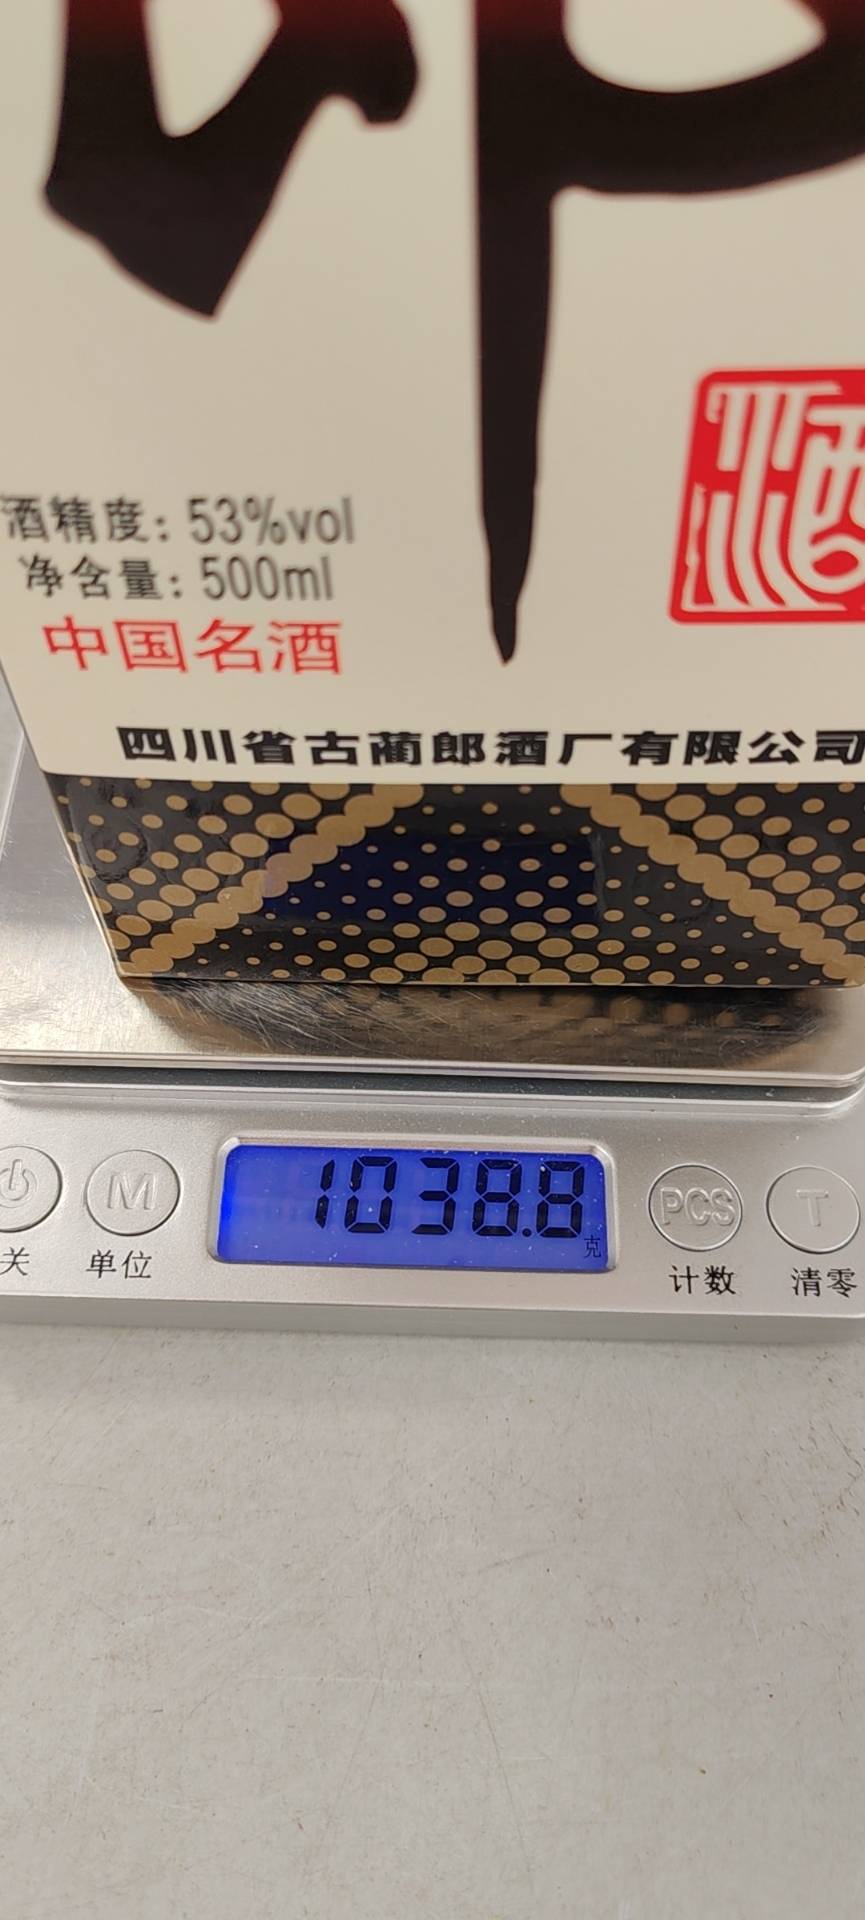 酒
酒精度: 53%vol
净含量: 500ml
中国名酒
四川省古蔺郎酒厂有限公司
1038.8
克
M
PCS
T
关
单位
计数
清零